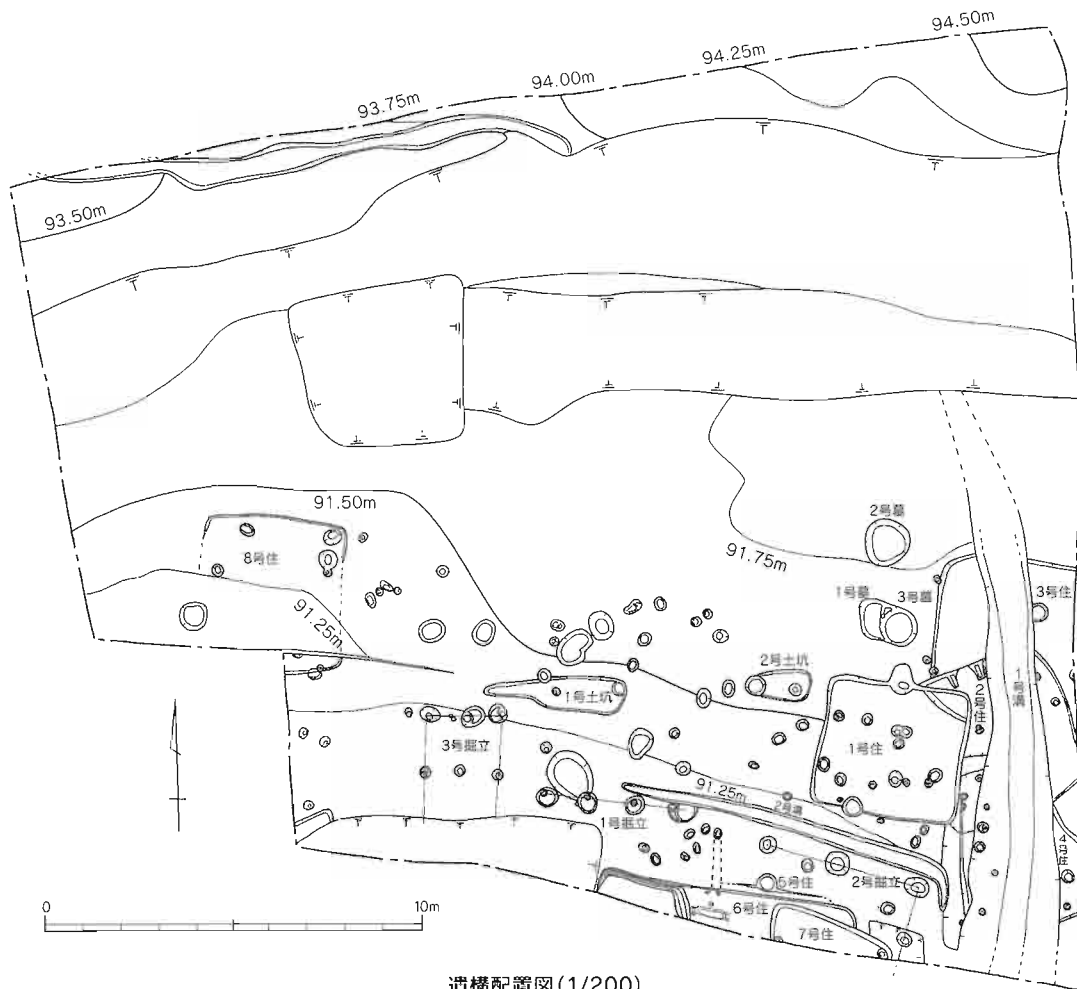 94.50m
94.25m
94.00m
93.75m
93.50m
91.50m
2号墓
8号住
91.75m
1号墓
3号墓
3号住
91.25m
2号土坑
1号土坑
2号住
1号溝
3号掘立
1号住
91.25m
2号溝
1号掘立
4号住
5号住
2号掘立
6号住
7号住
0
10m
遺構配置図(1/200)